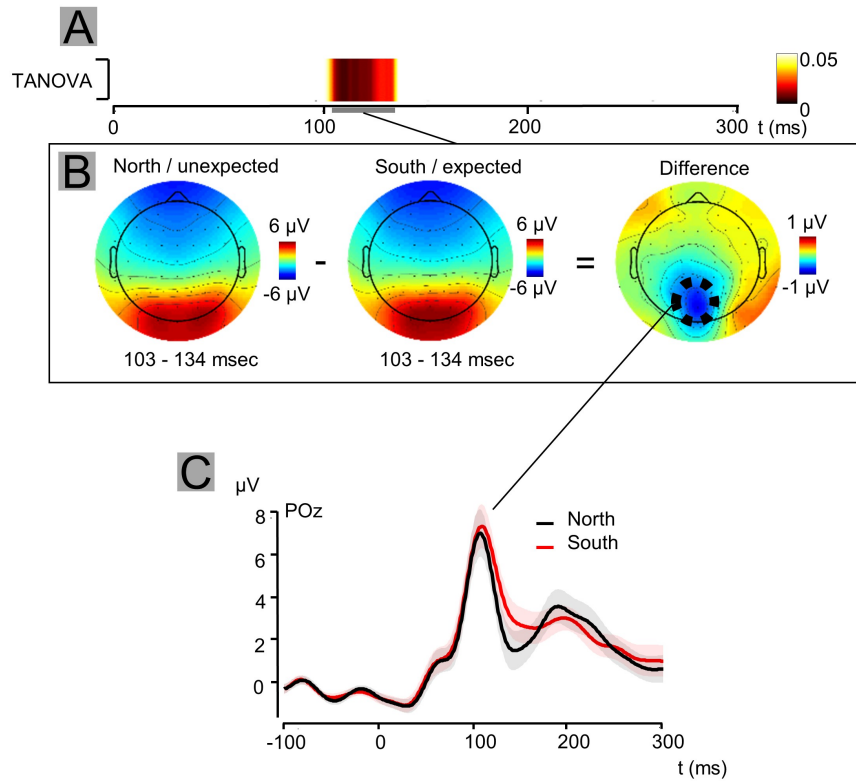 A
TANOVA
0.05
0
0 100 200 300 t (ms)
B
North / unexpected South / expected Difference
6 µV 6 µV 1 µV
- =
-6 µV -6 µV -1 µV
103 - 134 msec 103 - 134 msec
C
µV
POz
North
South
8
6
4
2
0
-100 0 100 200 300
t (ms)